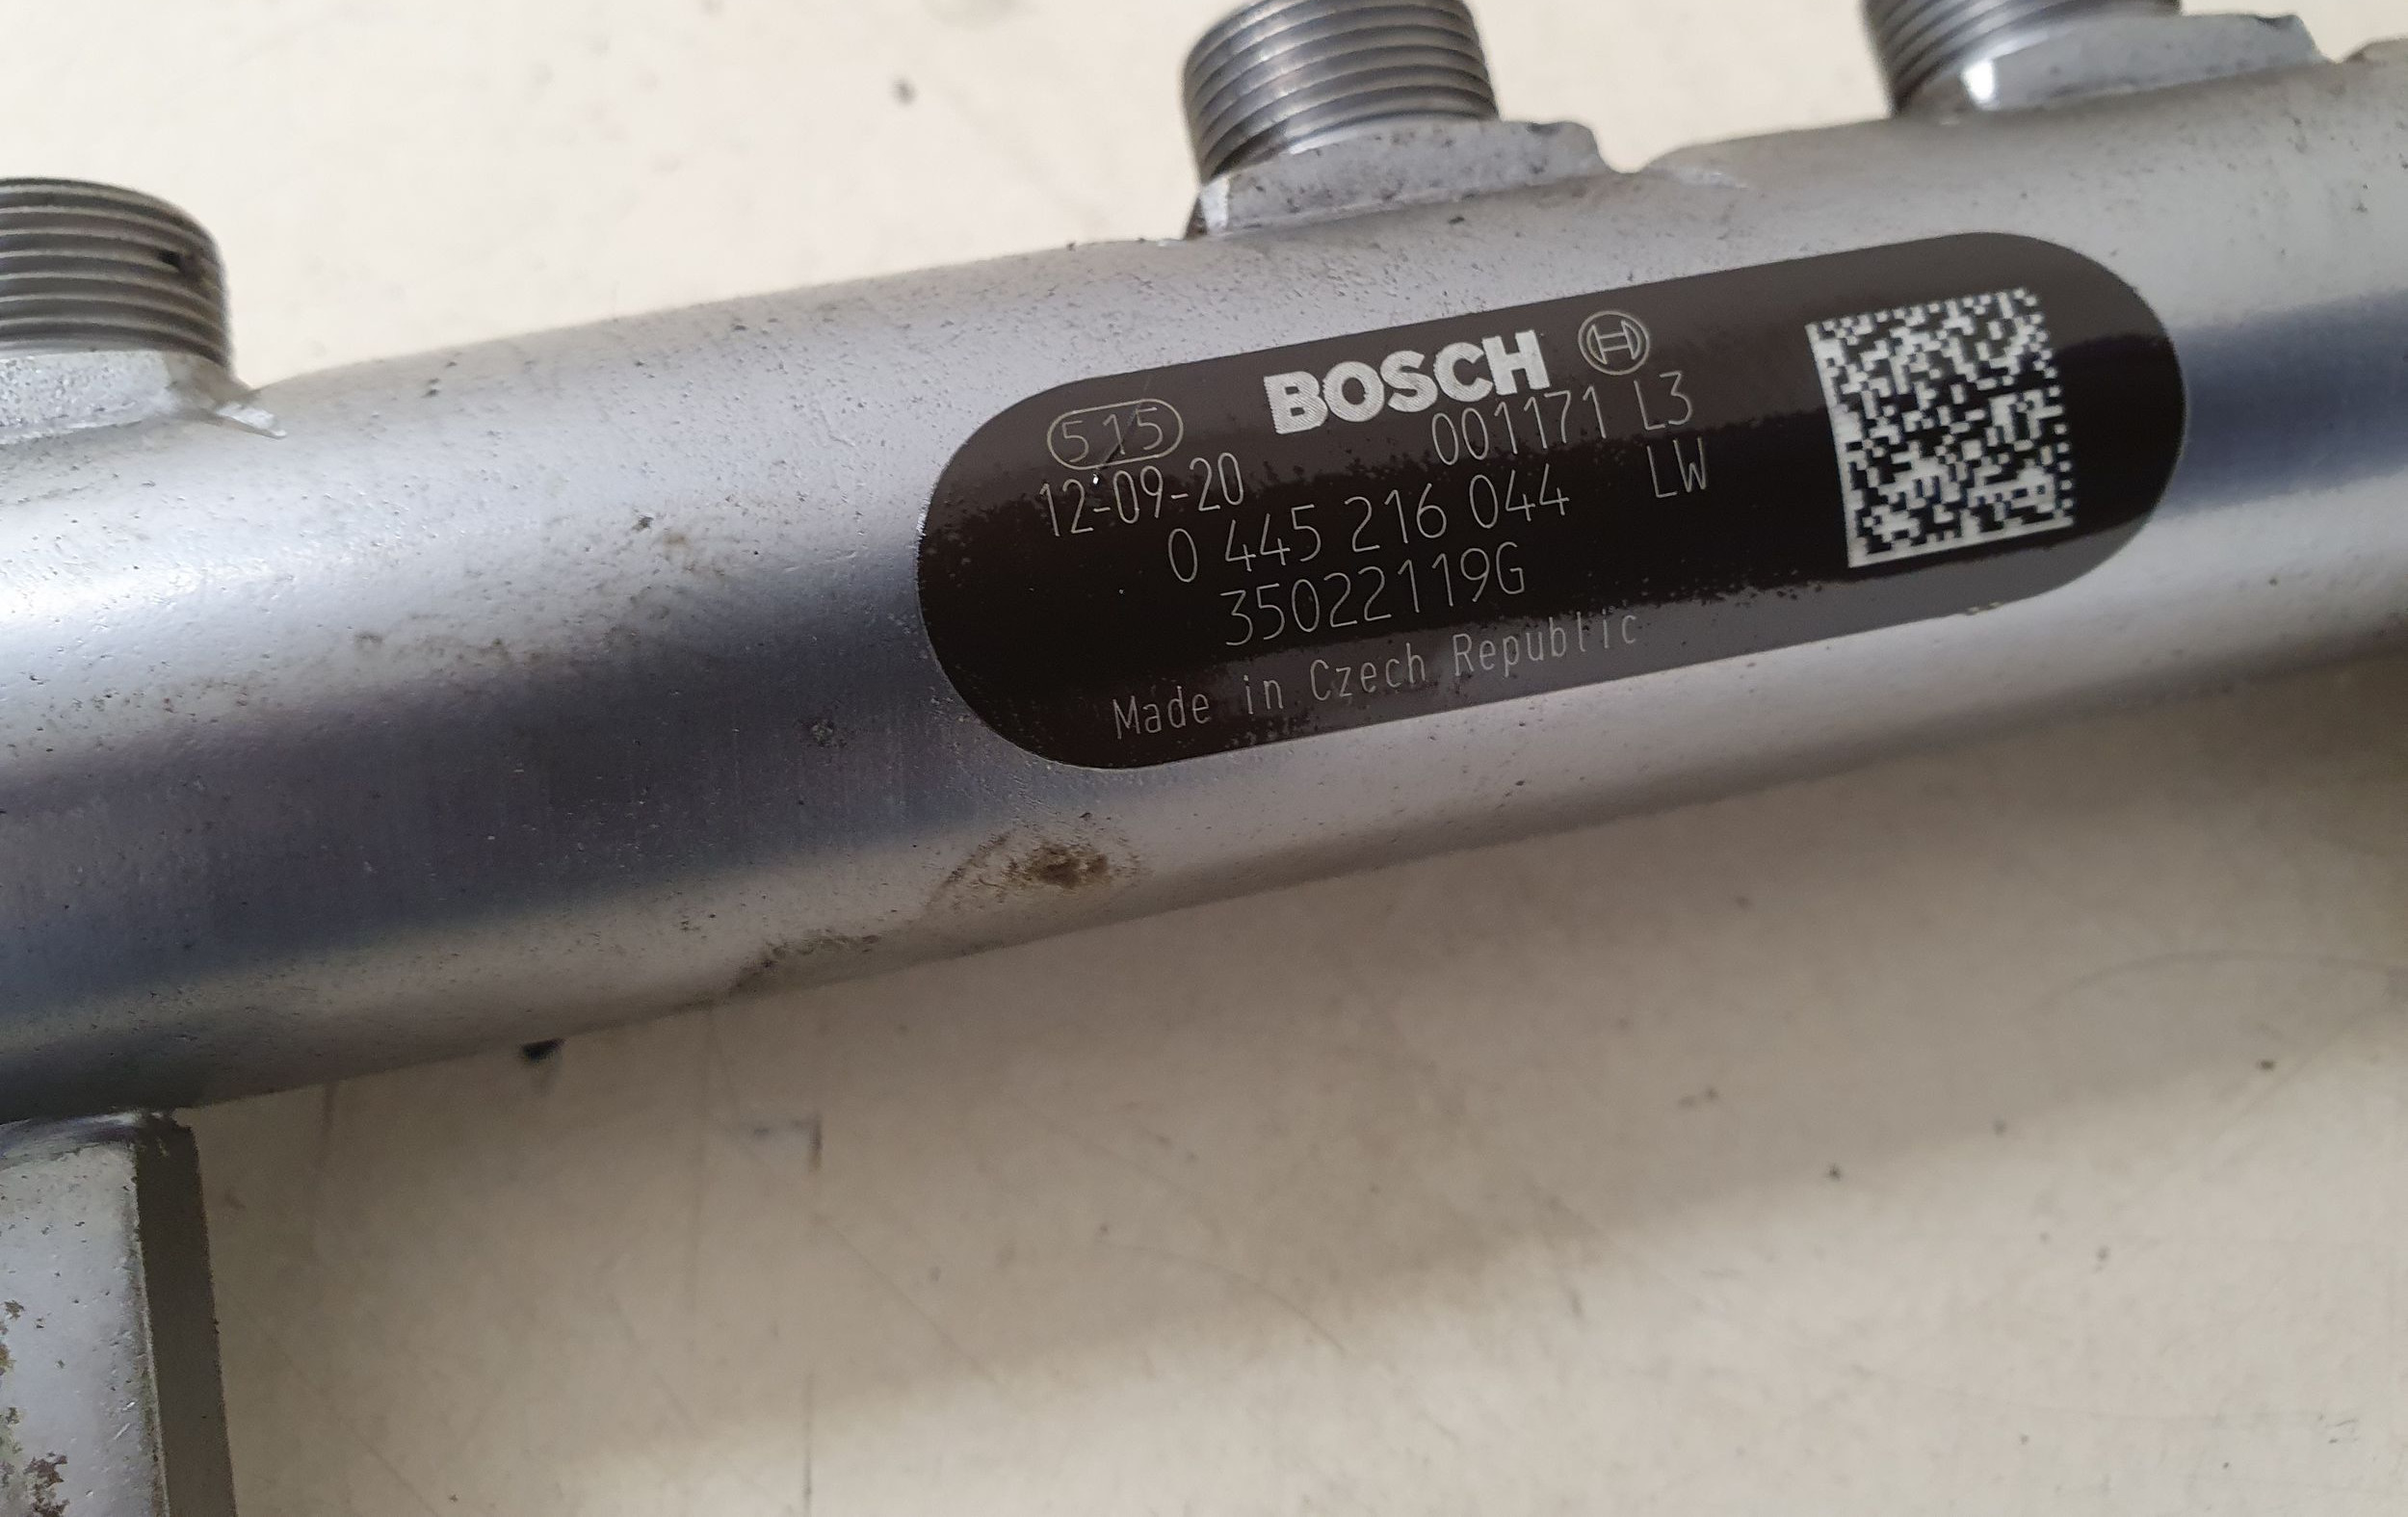 BOSCH
515
001171 L3
12-09-20
LW
0 445 216 044
35022119G
Made in Czech Republic